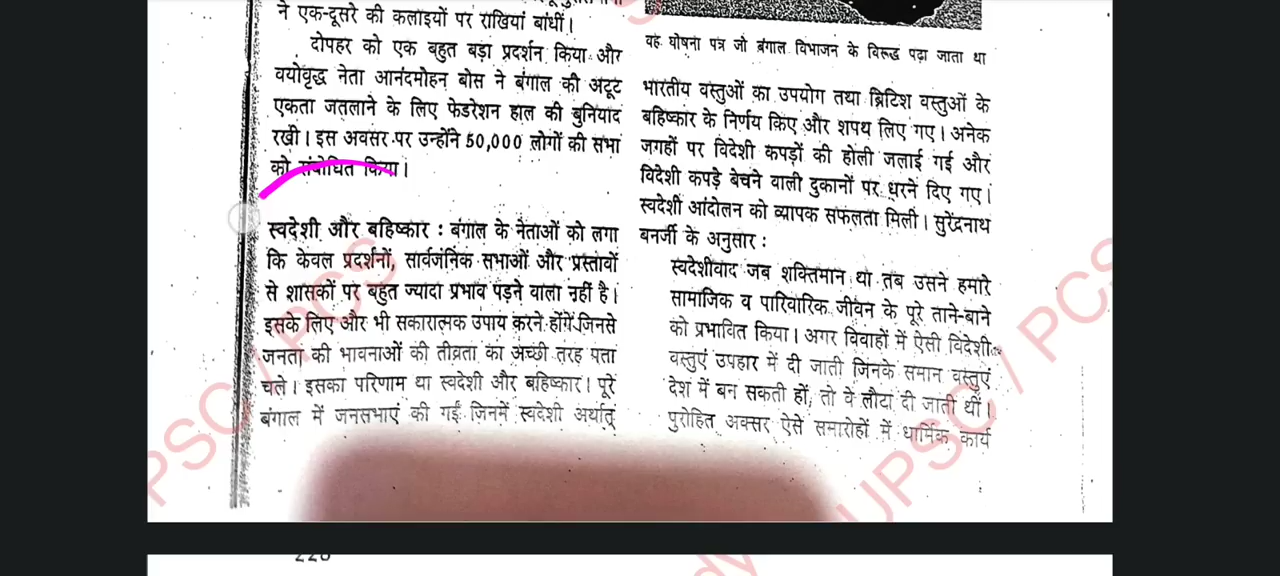 ने एक-दूसरे की कलाइयों पर राखियां बांधीं।
दोपहर को एक बहुत बड़ा प्रदर्शन किया और
वयोवृद्ध नेता आनंदमोहन बोस ने बंगाल की अटूट
एकता जतलाने के लिए फेडरेशन हाल की बुनियाद
रखी। इस अवसर पर उन्होंने 50,000 लोगों की सभा
को संबोधित किया।
स्वदेशी और बहिष्कार : बंगाल के नेताओं को लगा
कि केवल प्रदर्शनों, सार्वजनिक सभाओं और प्रस्तावों
से शासकों पर बहुत ज्यादा प्रभाव पड़ने वाला नहीं है।
इसके लिए और भी सकारात्मक उपाय करने होंगे जिनसे
जनता की भावनाओं की तीव्रता का अच्छी तरह पता
चले। इसका परिणाम था स्वदेशी और बहिष्कार। पूरे
बंगाल में जनसभाएं की गईं जिनमें स्वदेशी अर्थात्
वह घोषना पत्र जो बंगाल विभाजन के विरूद्ध पढ़ा जाता था
भारतीय वस्तुओं का उपयोग तथा ब्रिटिश वस्तुओं के
बहिष्कार के निर्णय किए और शपथ लिए गए। अनेक
जगहों पर विदेशी कपड़ों की होली जलाई गई और
विदेशी कपड़े बेचने वाली दुकानों पर धरने दिए गए।
स्वदेशी आंदोलन को व्यापक सफलता मिली। सुरेंद्रनाथ
बनर्जी के अनुसार :
स्वदेशीवाद जब शक्तिमान था तब उसने हमारे
सामाजिक व पारिवारिक जीवन के पूरे ताने-बाने
को प्रभावित किया। अगर विवाहों में ऐसी विदेशी
वस्तुएं उपहार में दी जाती जिनके समान वस्तुएं
देश में बन सकती हों, तो वे लौटा दी जाती थीं।
पुरोहित अक्सर ऐसे समारोहों में धार्मिक कार्य
PSC / PCS
UPSC / PCS